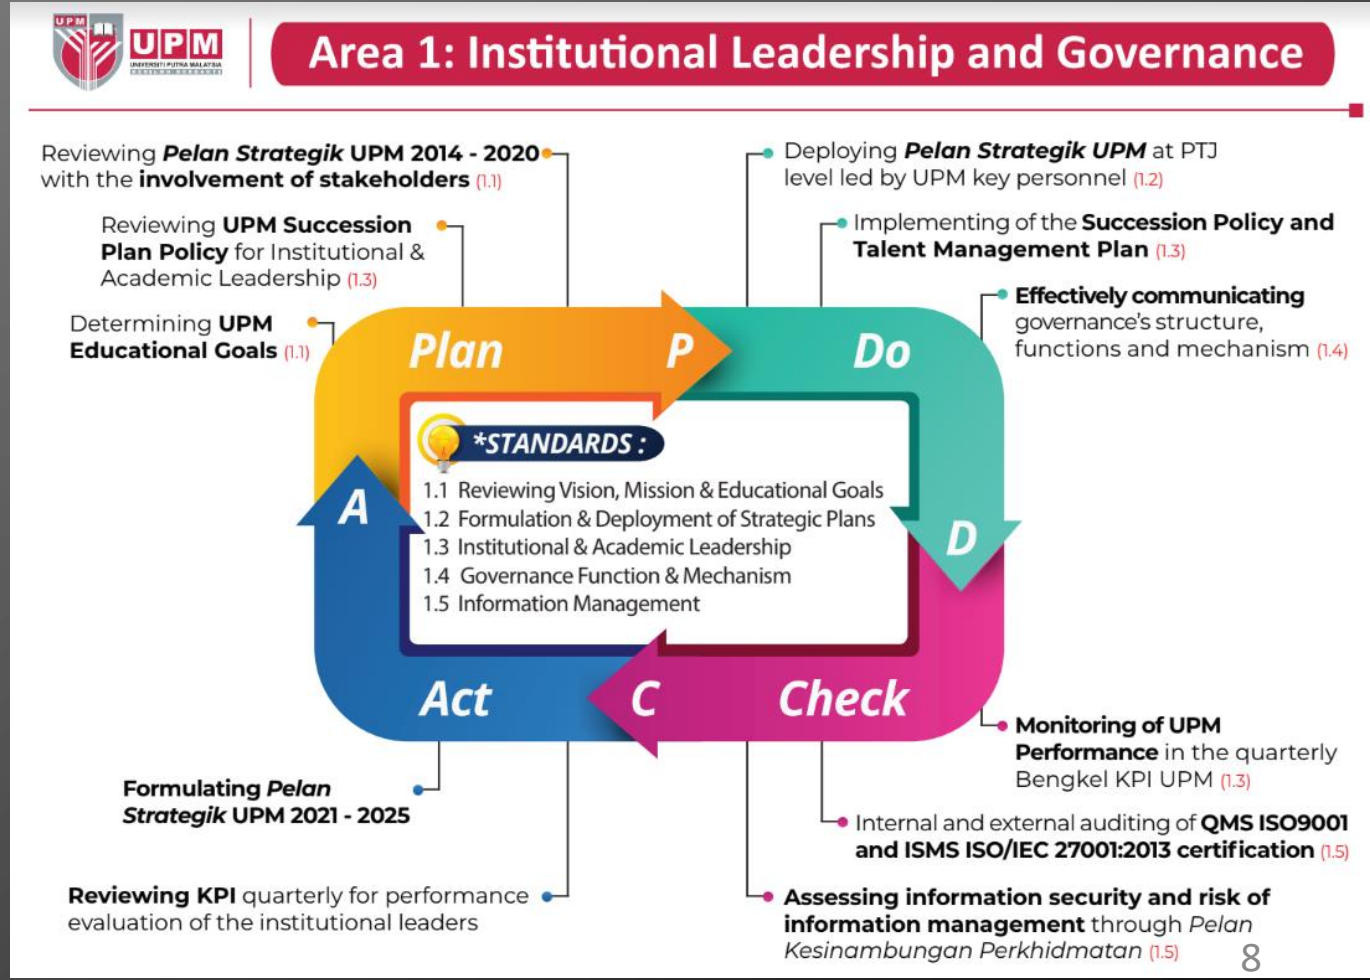 UPM
UPM
UNIVERSITI PUTRA MALAYSIA
Area 1: Institutional Leadership and Governance
Reviewing Pelan Strategik UPM 2014 - 2020
with the involvement of stakeholders (1.1)
Reviewing UPM Succession
Plan Policy for Institutional &
Academic Leadership (1.3)
Determining UPM
Educational Goals (1.1)
Deploying Pelan Strategik UPM at PTJ
level led by UPM key personnel (1.2)
Implementing of the Succession Policy and
Talent Management Plan (1.3)
Effectively communicating
governance's structure,
functions and mechanism (1.4)
Plan
P
Do
D
*STANDARDS :
1.1 Reviewing Vision, Mission & Educational Goals
1.2 Formulation & Deployment of Strategic Plans
1.3 Institutional & Academic Leadership
1.4 Governance Function & Mechanism
1.5 Information Management
A
Act
C
Check
Monitoring of UPM
Performance in the quarterly
Bengkel KPI UPM (1.3)
Internal and external auditing of QMS ISO9001
and ISMS ISO/IEC 27001:2013 certification (1.5)
Assessing information security and risk of
information management through Pelan
Kesinambungan Perkhidmatan (1.5)
Formulating Pelan
Strategik UPM 2021 - 2025
Reviewing KPI quarterly for performance
evaluation of the institutional leaders
8